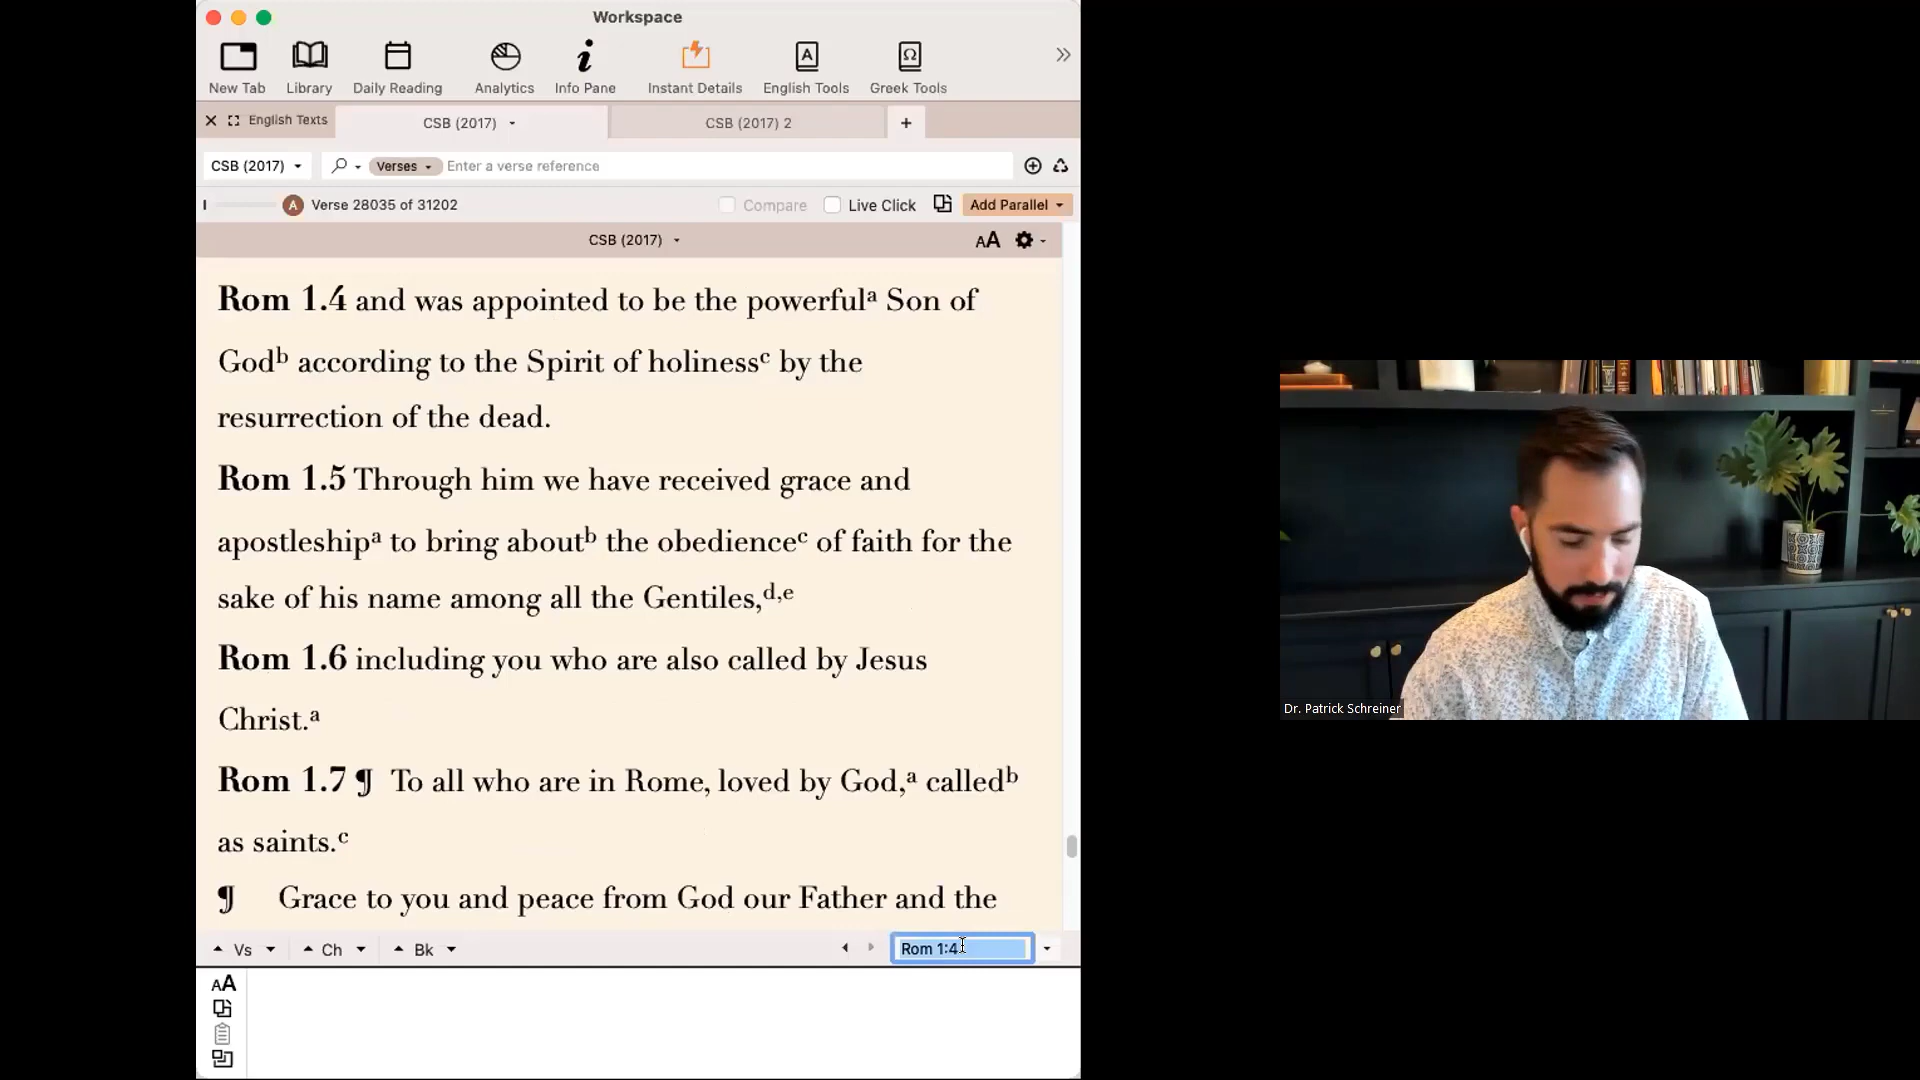 Workspace
New Tab Library Daily Reading Analytics Info Pane Instant Details English Tools Greek Tools
English Texts CSB (2017) CSB (2017) 2 +
CSB (2017) Verses Enter a verse reference
A Verse 28035 of 31202 Compare Live Click Add Parallel
CSB (2017) AA
Rom 1.4 and was appointed to be the powerfulᵃ Son of
Godᵇ according to the Spirit of holinessᶜ by the
resurrection of the dead.
Rom 1.5 Through him we have received grace and
apostleshipᵃ to bring aboutᵇ the obedienceᶜ of faith for the
sake of his name among all the Gentiles,ᵈ,ᵉ
Rom 1.6 including you who are also called by Jesus
Christ.ᵃ
Rom 1.7 ¶ To all who are in Rome, loved by God,ᵃ calledᵇ
as saints.ᶜ
¶ Grace to you and peace from God our Father and the
Vs Ch Bk Rom 1:4
AA
Dr. Patrick Schreiner